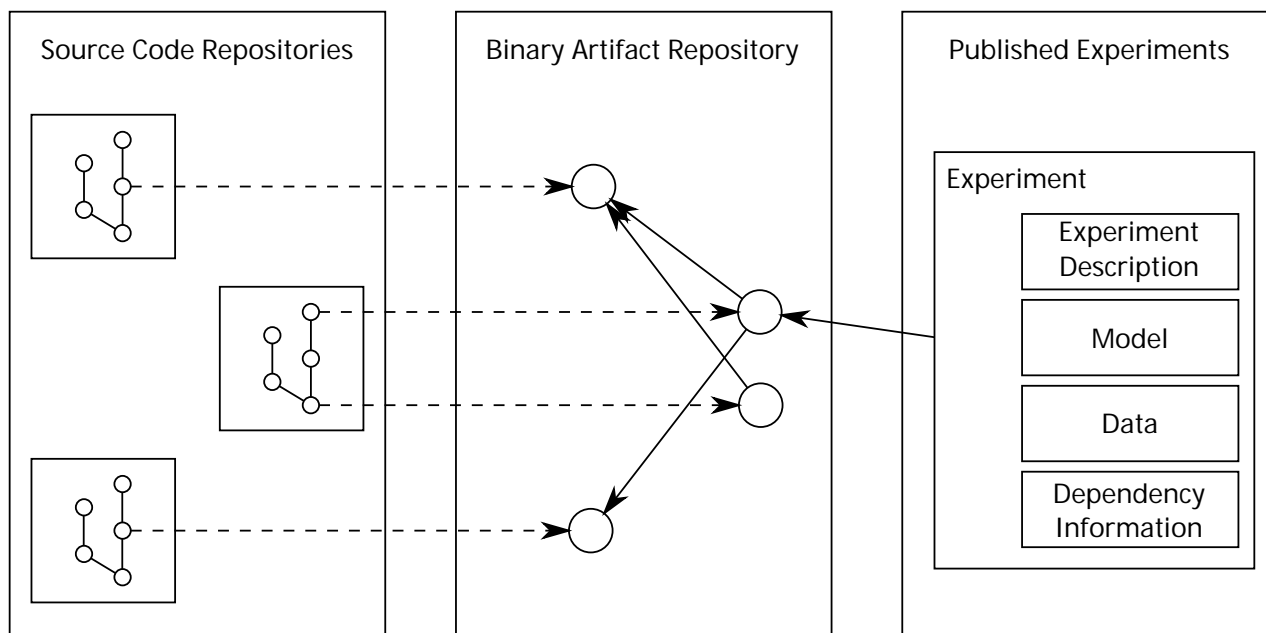 Source Code Repositories
Binary Artifact Repository
Published Experiments
Experiment
Experiment
Description
Model
Data
Dependency
Information